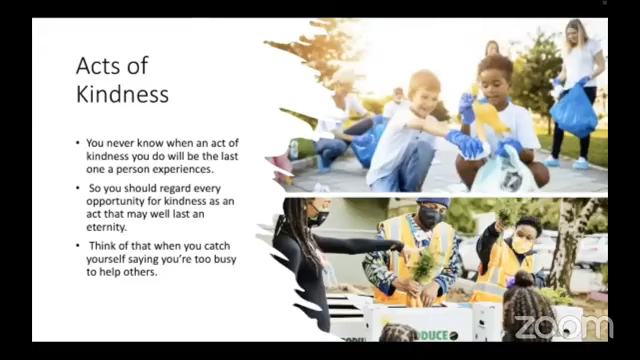 Acts of
Kindness
• You never know when an act of
kindness you do will be the last
one a person experiences.
• So you should regard every
opportunity for kindness as an
act that may well last an
eternity.
• Think of that when you catch
yourself saying you're too busy
to help others.
ODUCE
zoom